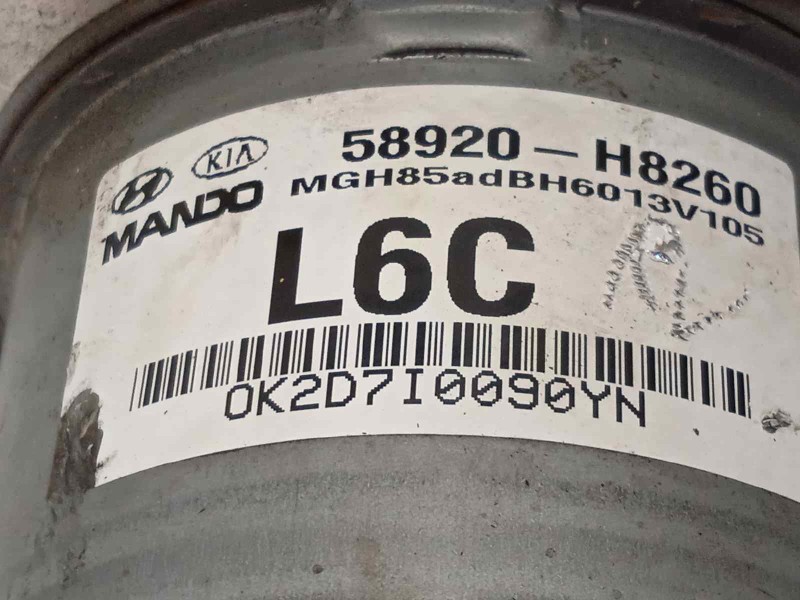 KIA
58920-H8260
MANDO
MGH85adBH6013V105
L6C
0K2D7I0090YN